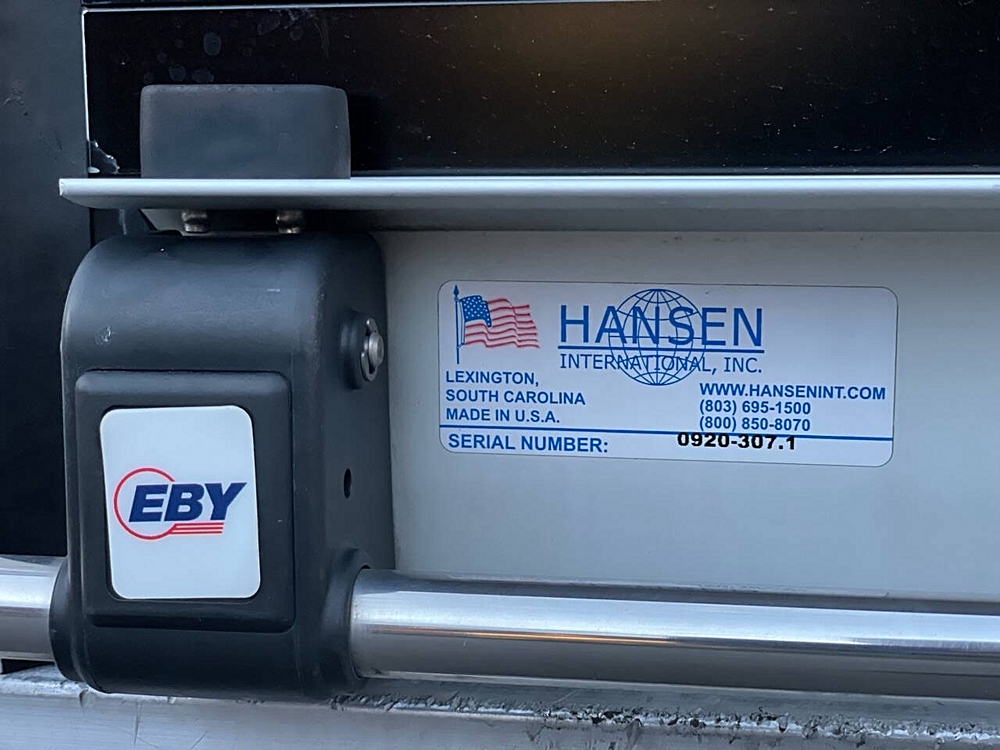 HANSEN
INTERNATIONAL, INC.
LEXINGTON,
SOUTH CAROLINA
MADE IN U.S.A.
WWW.HANSENINT.COM
(803) 695-1500
(800) 850-8070
SERIAL NUMBER: 0920-307.1
EBY